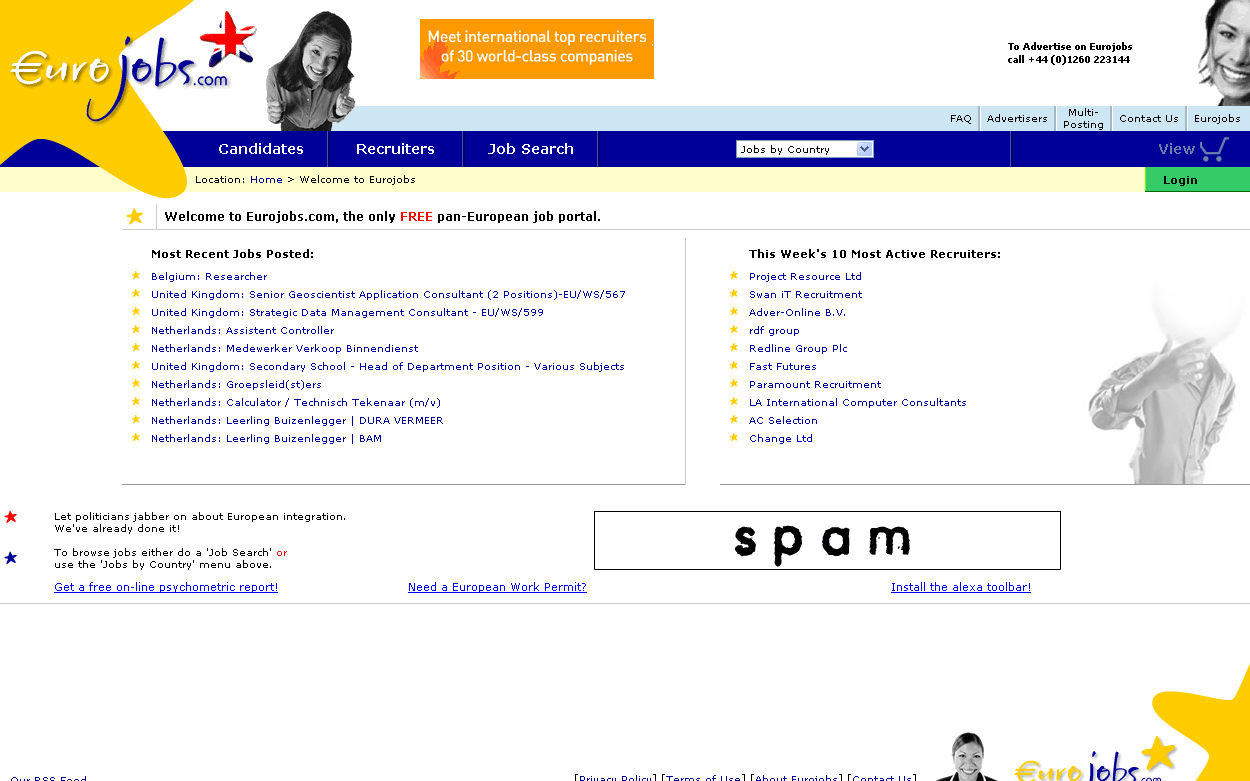 €uro jobs.com
Meet international top recruiters
of 30 world-class companies
To Advertise on Eurojobs
call +44 (0)1260 223144
FAQ
Advertisers
Multi-
Posting
Contact Us
Eurojobs
Candidates
Recruiters
Job Search
Jobs by Country
View
Location: Home > Welcome to Eurojobs
Login
Welcome to Eurojobs.com, the only FREE pan-European job portal.
Most Recent Jobs Posted:
Belgium: Researcher
United Kingdom: Senior Geoscientist Application Consultant (2 Positions)-EU/WS/567
United Kingdom: Strategic Data Management Consultant - EU/WS/599
Netherlands: Assistent Controller
Netherlands: Medewerker Verkoop Binnendienst
United Kingdom: Secondary School - Head of Department Position - Various Subjects
Netherlands: Groepsleid(st)ers
Netherlands: Calculator / Technisch Tekenaar (m/v)
Netherlands: Leerling Buizenlegger | DURA VERMEER
Netherlands: Leerling Buizenlegger | BAM
This Week's 10 Most Active Recruiters:
Project Resource Ltd
Swan iT Recruitment
Adver-Online B.V.
rdf group
Redline Group Plc
Fast Futures
Paramount Recruitment
LA International Computer Consultants
AC Selection
Change Ltd
Let politicians jabber on about European integration.
We've already done it!
To browse jobs either do a 'Job Search' or
use the 'Jobs by Country' menu above.
spam
Get a free on-line psychometric report!
Need a European Work Permit?
Install the alexa toolbar!
€uro jobs.com
Our RSS Feed
[Privacy Policy] [Terms of Use] [About Eurojobs] [Contact Us]